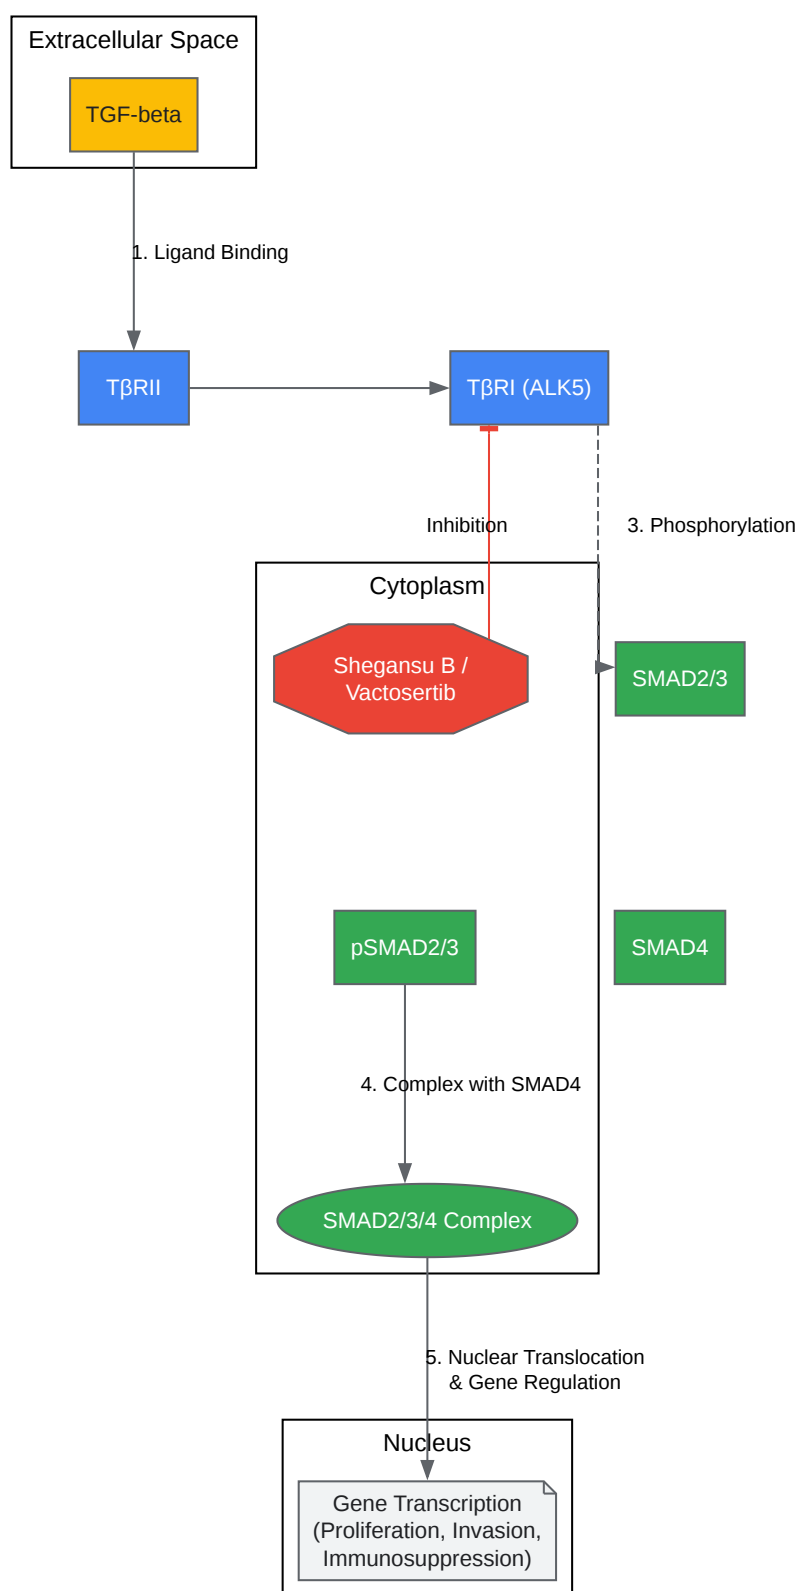 Extracellular Space
TGF-beta
1. Ligand Binding
TβRII
TβRI (ALK5)
Inhibition
3. Phosphorylation
Cytoplasm
Shegansu B /
Vactosertib
SMAD2/3
pSMAD2/3
SMAD4
4. Complex with SMAD4
SMAD2/3/4 Complex
5. Nuclear Translocation
& Gene Regulation
Nucleus
Gene Transcription
(Proliferation, Invasion,
Immunosuppression)